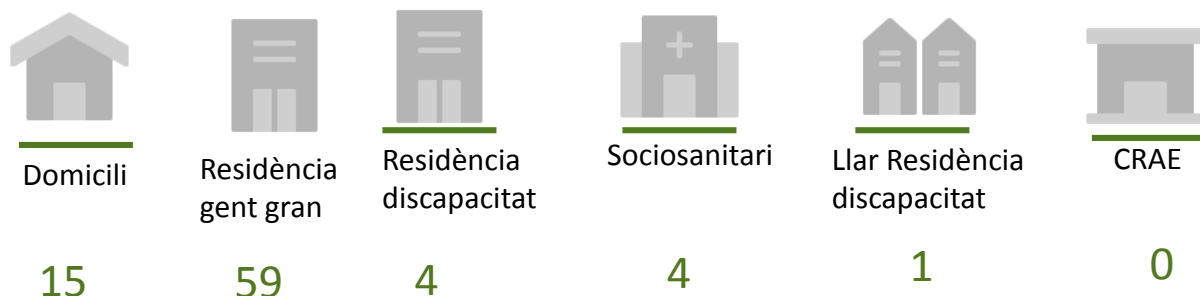 Domicili
Residència
gent gran
Residència
discapacitat
Sociosanitari
Llar Residència
discapacitat
CRAE
15
59
4
4
1
0